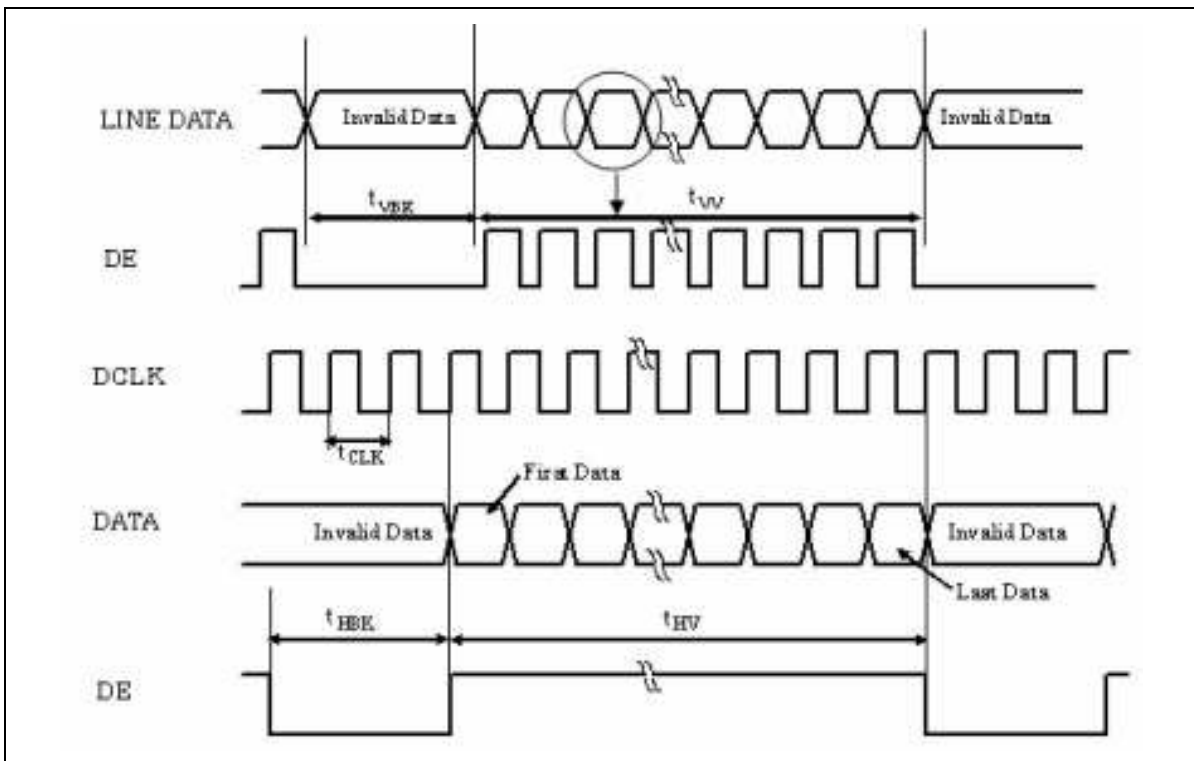 LINE DATA
Invalid Data
Invalid Data
tVBK
tVV
DE
DCLK
tCLK
First Data
DATA
Invalid Data
Invalid Data
Last Data
tHBK
tHV
DE